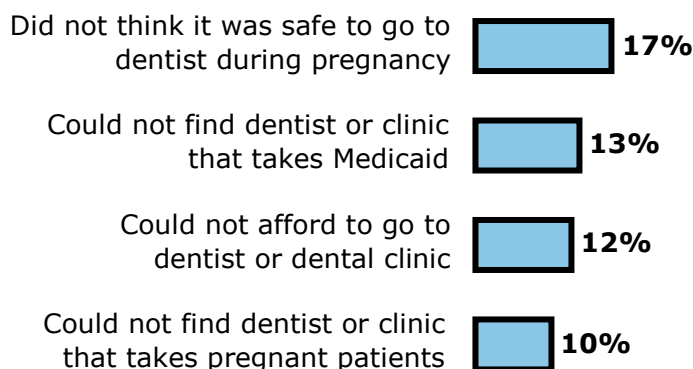 Did not think it was safe to go to
dentist during pregnancy
17%
Could not find dentist or clinic
that takes Medicaid
13%
Could not afford to go to
dentist or dental clinic
12%
Could not find dentist or clinic
that takes pregnant patients
10%